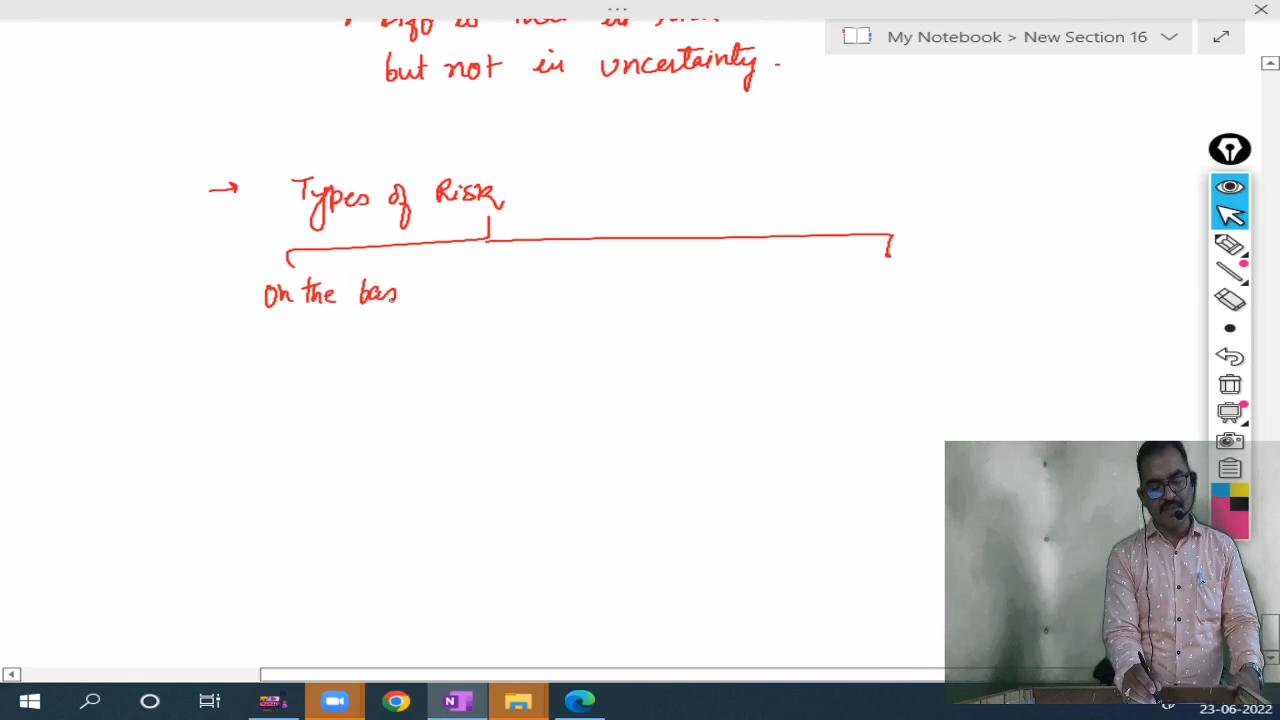 My Notebook > New Section 16
but not in uncertainty.
→ Types of Risk
On the bas
23-06-2022